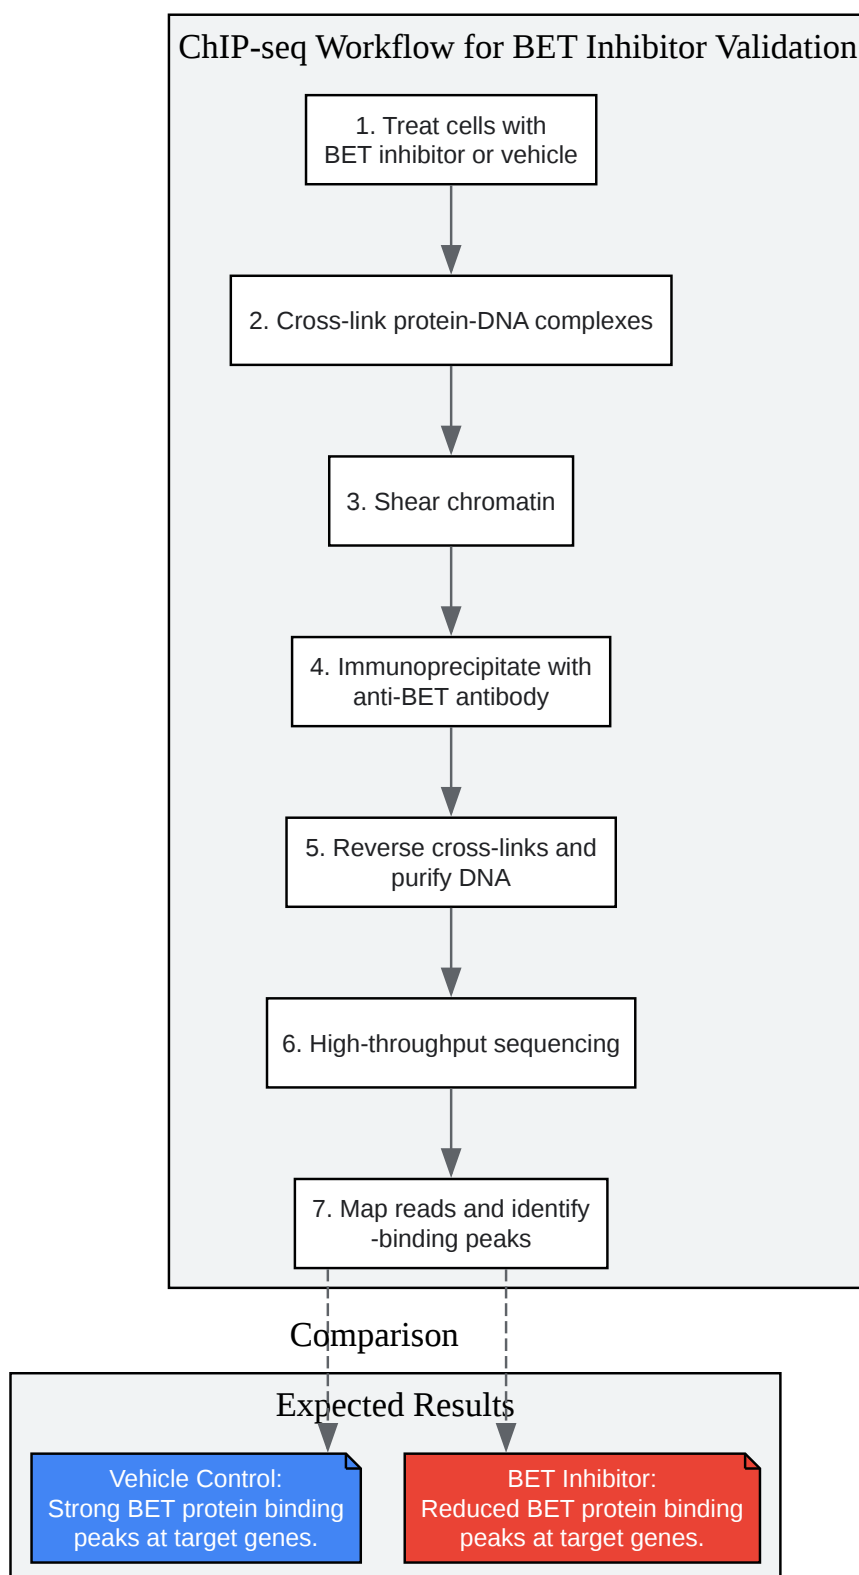 ChIP-seq Workflow for BET Inhibitor Validation
1. Treat cells with
BET inhibitor or vehicle
2. Cross-link protein-DNA complexes
3. Shear chromatin
4. Immunoprecipitate with
anti-BET antibody
5. Reverse cross-links and
purify DNA
6. High-throughput sequencing
7. Map reads and identify
-binding peaks
Comparison
Expected Results
Vehicle Control:
Strong BET protein binding
peaks at target genes.
BET Inhibitor:
Reduced BET protein binding
peaks at target genes.